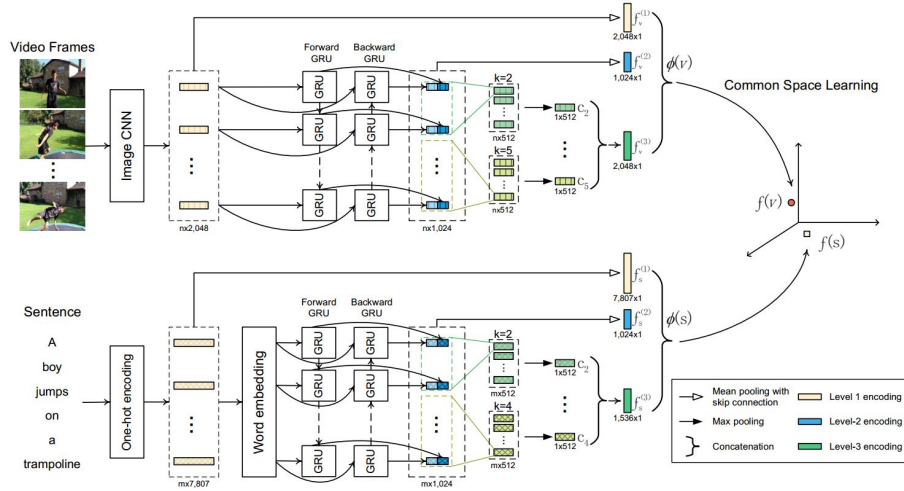 Video Frames
Image CNN
nx2,048
Forward GRU
Backward GRU
GRU
GRU
GRU
GRU
GRU
GRU
nx1,024
k=2
nx512
k=5
nx512
c₂
1x512
c₅
1x512
f_v^(1)
2,048x1
f_v^(2)
1,024x1
f_v^(3)
2,048x1
ϕ(v)
Common Space Learning
f(v)
f(s)
Sentence
A
boy
jumps
on
a
trampoline
One-hot encoding
mx7,807
Word embedding
Forward GRU
Backward GRU
GRU
GRU
GRU
GRU
GRU
GRU
mx1,024
k=2
mx512
k=4
mx512
c₂
1x512
c₄
1x512
f_s^(1)
7,807x1
f_s^(2)
1,024x1
f_s^(3)
1,536x1
ϕ(s)
Mean pooling with
skip connection
Max pooling
Concatenation
Level 1 encoding
Level-2 encoding
Level-3 encoding